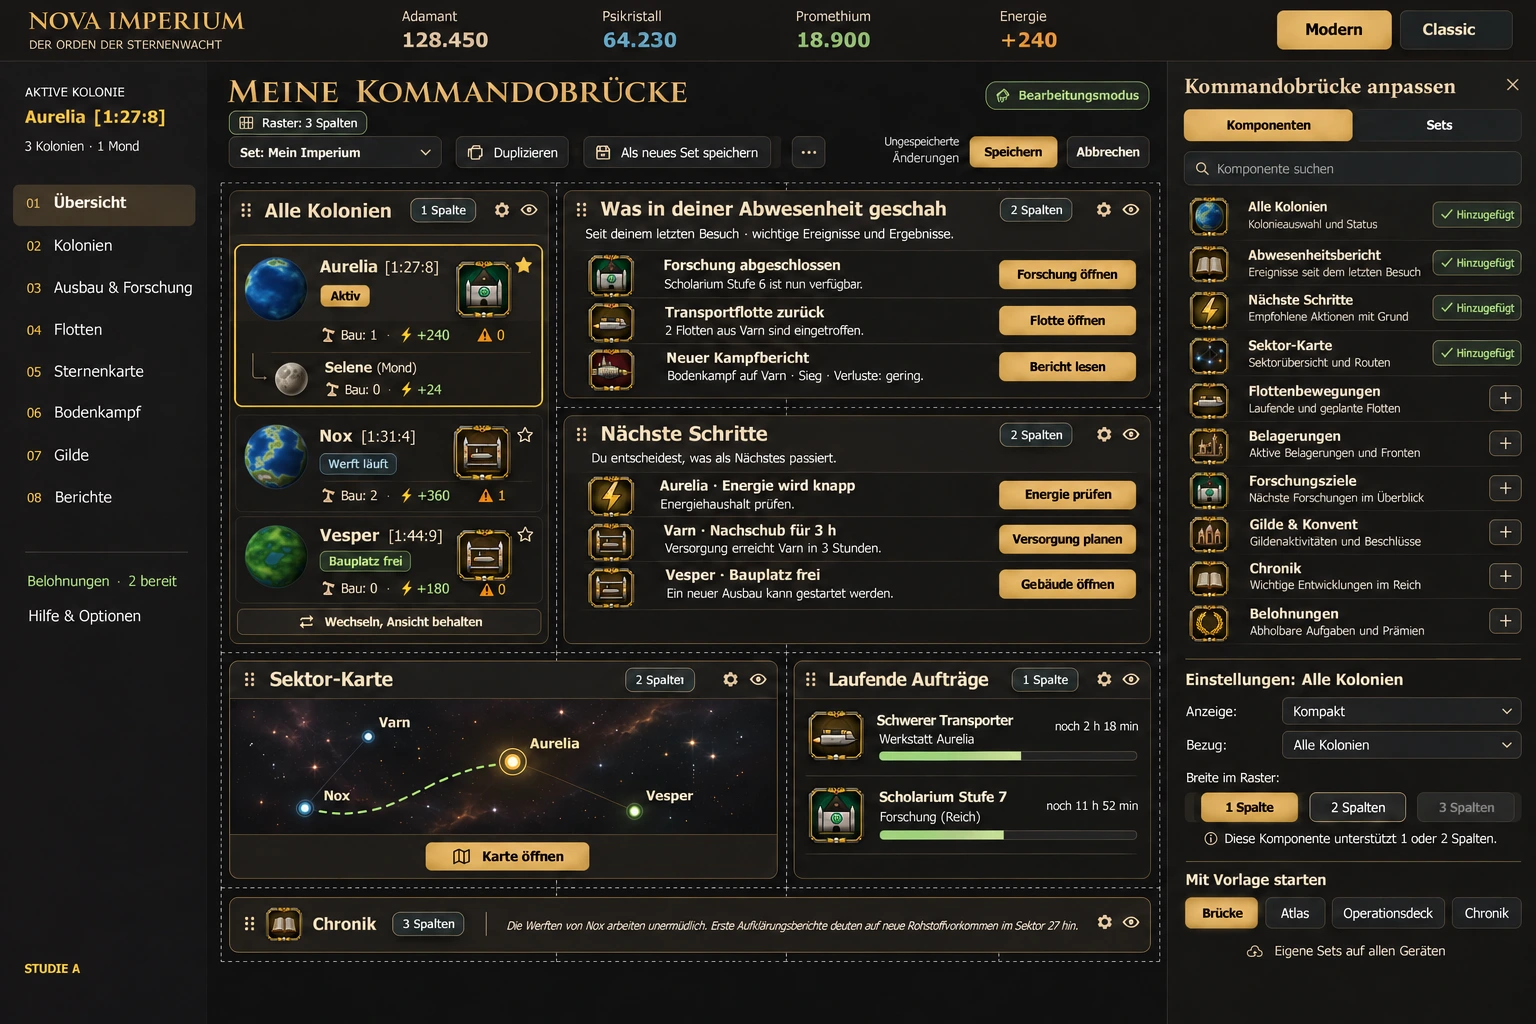 NOVA IMPERIUM
DER ORDEN DER STERNENWACHT
Adamant
128.450
Psikristall
64.230
Promethium
18.900
Energie
+240
Modern
Classic
AKTIVE KOLONIE
Aurelia [1:27:8]
3 Kolonien · 1 Mond
01 Übersicht
02 Kolonien
03 Ausbau & Forschung
04 Flotten
05 Sternenkarte
06 Bodenkampf
07 Gilde
08 Berichte
Belohnungen · 2 bereit
Hilfe & Optionen
STUDIE A
MEINE KOMMANDOBRÜCKE
Bearbeitungsmodus
Raster: 3 Spalten
Set: Mein Imperium
Duplizieren
Als neues Set speichern
...
Ungespeicherte
Änderungen
Speichern
Abbrechen
Alle Kolonien
1 Spalte
Aurelia [1:27:8]
Aktiv
Bau: 1 · +240
0
Selene (Mond)
Bau: 0 · +24
Nox [1:31:4]
Werft läuft
Bau: 2 · +360
1
Vesper [1:44:9]
Bauplatz frei
Bau: 0 · +180
0
Wechseln, Ansicht behalten
Was in deiner Abwesenheit geschah
2 Spalten
Seit deinem letzten Besuch · wichtige Ereignisse und Ergebnisse.
Forschung abgeschlossen
Scholarium Stufe 6 ist nun verfügbar.
Forschung öffnen
Transportflotte zurück
2 Flotten aus Varn sind eingetroffen.
Flotte öffnen
Neuer Kampfbericht
Bodenkampf auf Varn · Sieg · Verluste: gering.
Bericht lesen
Nächste Schritte
2 Spalten
Du entscheidest, was als Nächstes passiert.
Aurelia · Energie wird knapp
Energiehaushalt prüfen.
Energie prüfen
Varn · Nachschub für 3 h
Versorgung erreicht Varn in 3 Stunden.
Versorgung planen
Vesper · Bauplatz frei
Ein neuer Ausbau kann gestartet werden.
Gebäude öffnen
Sektor-Karte
2 Spalten
Varn
Aurelia
Nox
Vesper
Karte öffnen
Laufende Aufträge
1 Spalte
Schwerer Transporter
Werkstatt Aurelia
noch 2 h 18 min
Scholarium Stufe 7
Forschung (Reich)
noch 11 h 52 min
Chronik
3 Spalten
Die Werften von Nox arbeiten unermüdlich. Erste Aufklärungsberichte deuten auf neue Rohstoffvorkommen im Sektor 27 hin.
Kommandobrücke anpassen
Komponenten
Sets
Komponente suchen
Alle Kolonien
Kolonieauswahl und Status
Hinzugefügt
Abwesenheitsbericht
Ereignisse seit dem letzten Besuch
Hinzugefügt
Nächste Schritte
Empfohlene Aktionen mit Grund
Hinzugefügt
Sektor-Karte
Sektorübersicht und Routen
Hinzugefügt
Flottenbewegungen
Laufende und geplante Flotten
Belagerungen
Aktive Belagerungen und Fronten
Forschungsziele
Nächste Forschungen im Überblick
Gilde & Konvent
Gildenaktivitäten und Beschlüsse
Chronik
Wichtige Entwicklungen im Reich
Belohnungen
Abholbare Aufgaben und Prämien
Einstellungen: Alle Kolonien
Anzeige:
Kompakt
Bezug:
Alle Kolonien
Breite im Raster:
1 Spalte
2 Spalten
3 Spalten
Diese Komponente unterstützt 1 oder 2 Spalten.
Mit Vorlage starten
Brücke
Atlas
Operationsdeck
Chronik
Eigene Sets auf allen Geräten